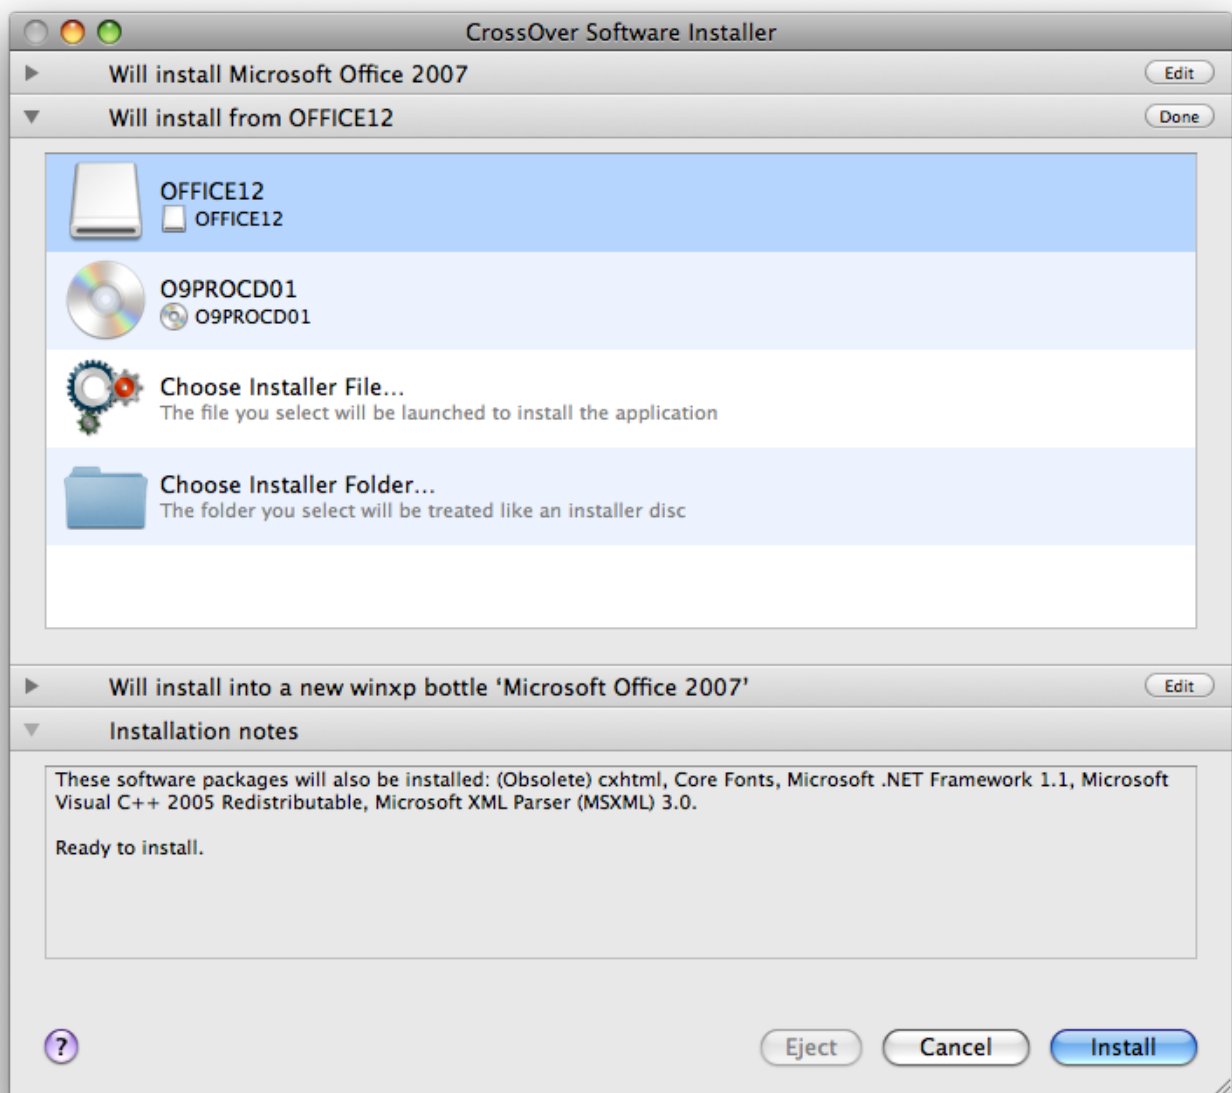 CrossOver Software Installer
Will install Microsoft Office 2007
Edit
Will install from OFFICE12
Done
OFFICE12
OFFICE12
O9PROCD01
O9PROCD01
Choose Installer File...
The file you select will be launched to install the application
Choose Installer Folder...
The folder you select will be treated like an installer disc
Will install into a new winxp bottle ‘Microsoft Office 2007’
Edit
Installation notes
These software packages will also be installed: (Obsolete) cxhtml, Core Fonts, Microsoft .NET Framework 1.1, Microsoft
Visual C++ 2005 Redistributable, Microsoft XML Parser (MSXML) 3.0.
Ready to install.
?
Eject
Cancel
Install